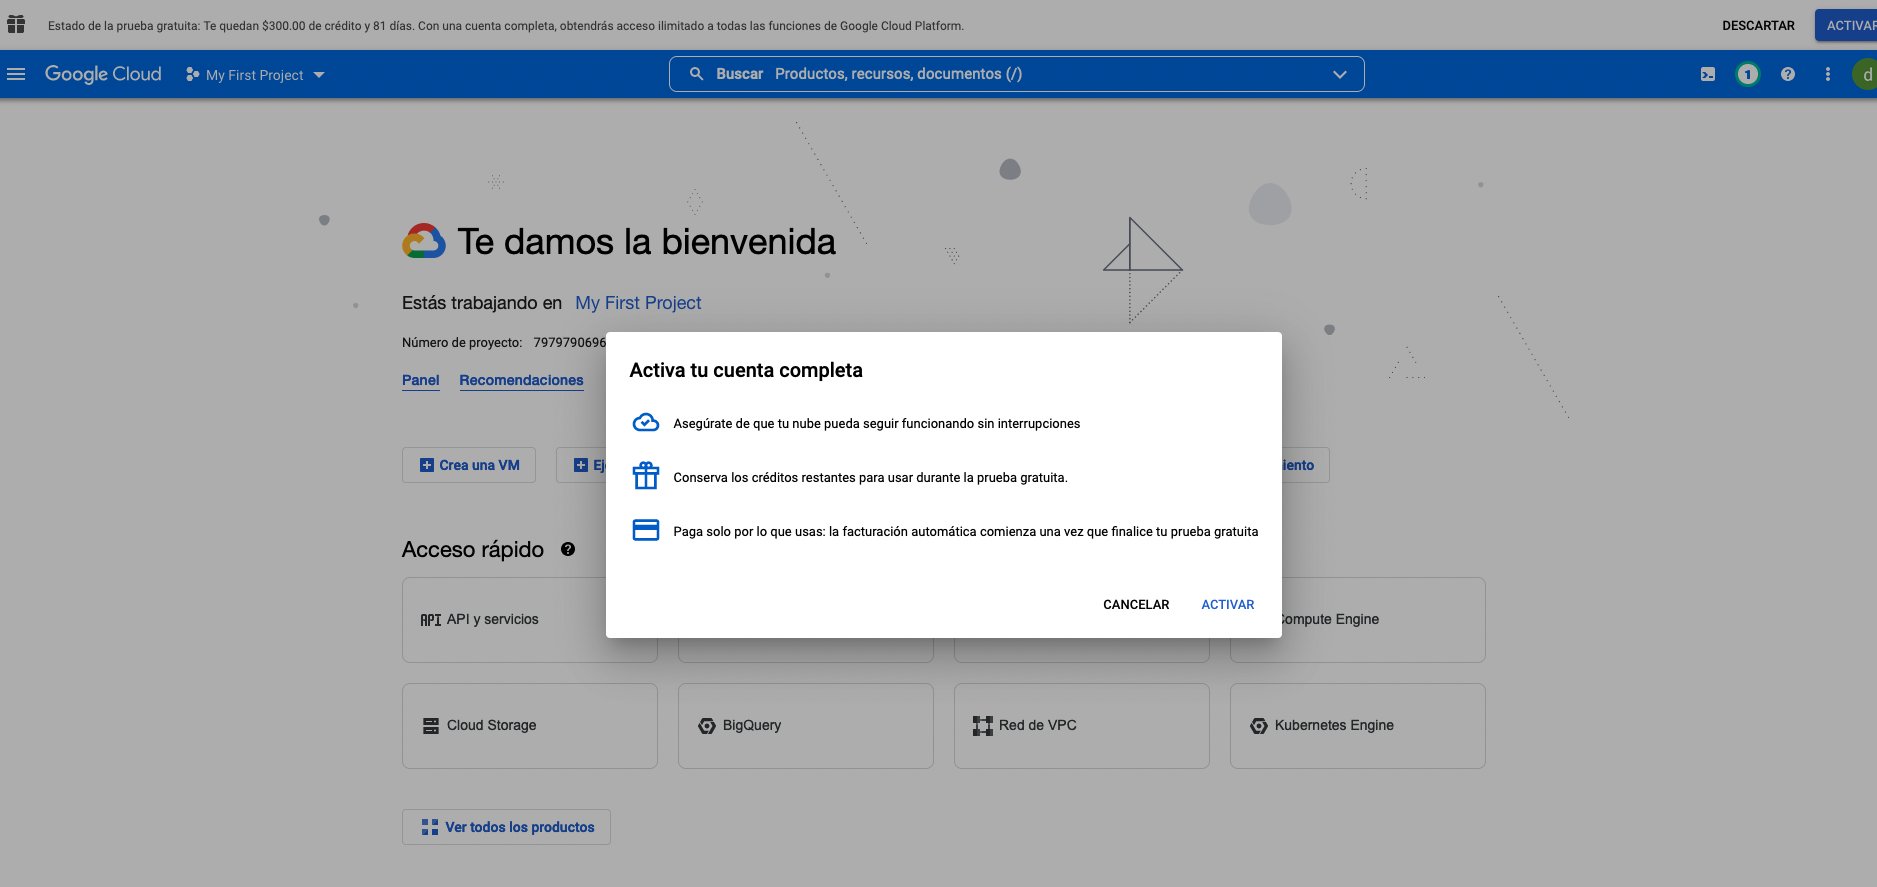 Estado de la prueba gratuita: Te quedan $300.00 de crédito y 81 días. Con una cuenta completa, obtendrás acceso ilimitado a todas las funciones de Google Cloud Platform.
DESCARTAR
ACTIVAR
Google Cloud
My First Project
Buscar Productos, recursos, documentos (/)
1
d
Te damos la bienvenida
Estás trabajando en My First Project
Número de proyecto: 7979790696
Panel Recomendaciones
Activa tu cuenta completa
Asegúrate de que tu nube pueda seguir funcionando sin interrupciones
Conserva los créditos restantes para usar durante la prueba gratuita.
Paga solo por lo que usas: la facturación automática comienza una vez que finalice tu prueba gratuita
CANCELAR ACTIVAR
Crea una VM
Acceso rápido
API API y servicios
Compute Engine
Cloud Storage
BigQuery
Red de VPC
Kubernetes Engine
Ver todos los productos